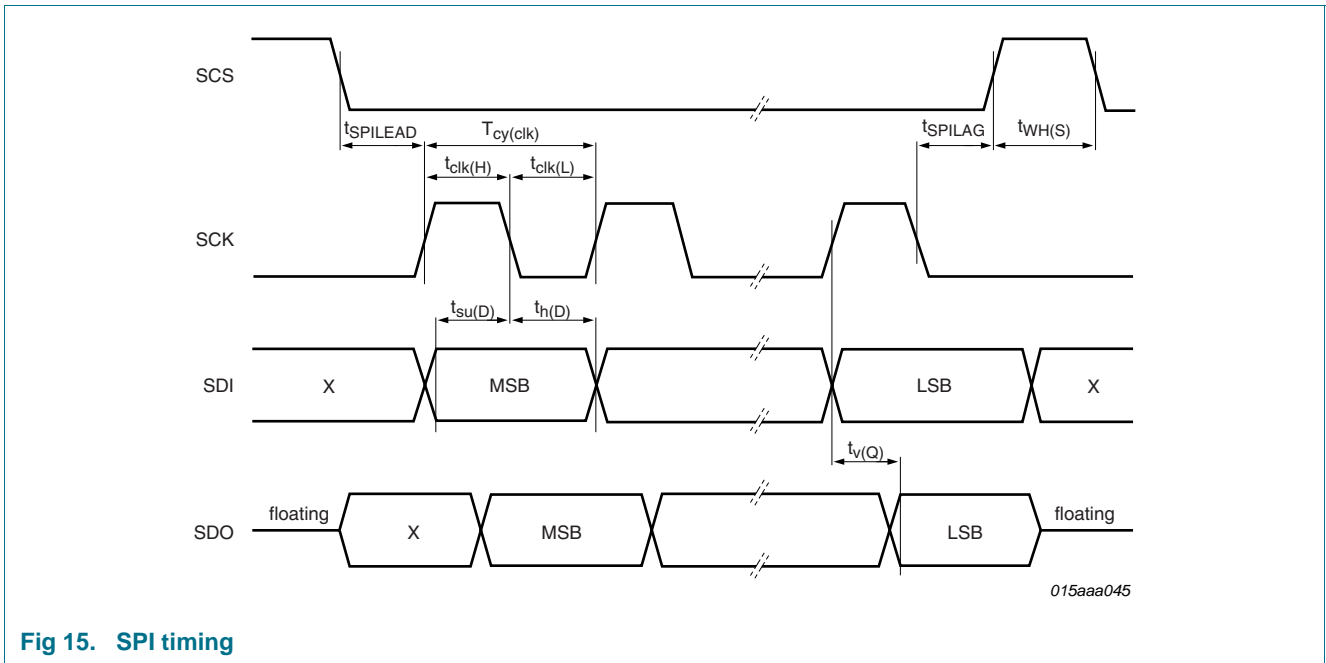 SCS
tSPILEAD
Tcy(clk)
tSPILAG
tWH(S)
tclk(H)
tclk(L)
SCK
tsu(D)
th(D)
SDI
X
MSB
LSB
X
tv(Q)
SDO
floating
X
MSB
LSB
floating
015aaa045
Fig 15. SPI timing